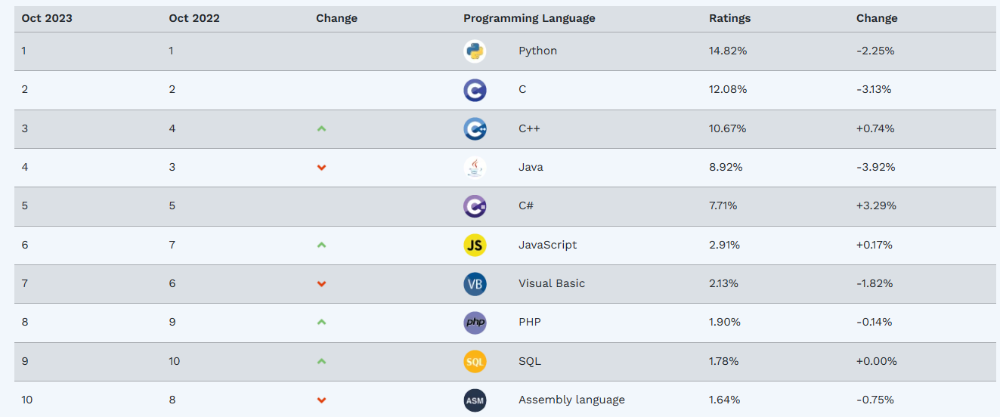 Oct 2023 Oct 2022 Change Programming Language Ratings Change
1 1 Python 14.82% -2.25%
2 2 C C 12.08% -3.13%
3 4 C++ C++ 10.67% +0.74%
4 3 Java 8.92% -3.92%
5 5 C# C# 7.71% +3.29%
6 7 JS JavaScript 2.91% +0.17%
7 6 VB Visual Basic 2.13% -1.82%
8 9 php PHP 1.90% -0.14%
9 10 SQL SQL 1.78% +0.00%
10 8 ASM Assembly language 1.64% -0.75%